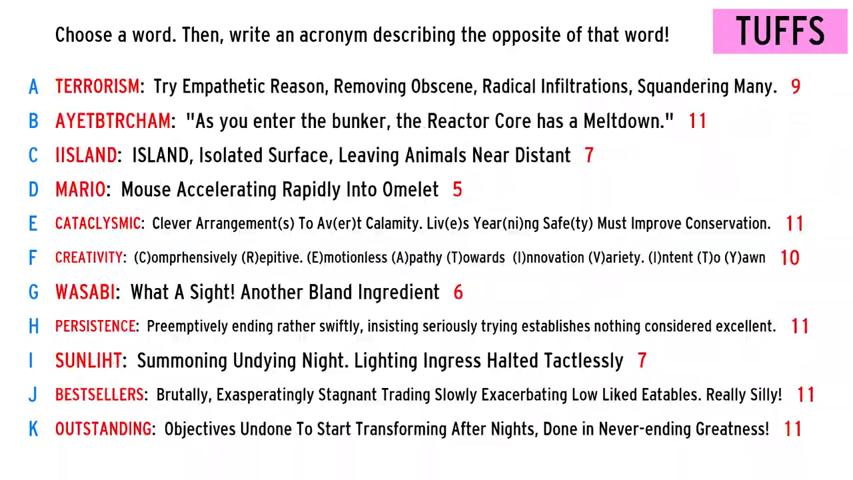 Choose a word. Then, write an acronym describing the opposite of that word!
TUFFS
A TERRORISM: Try Empathetic Reason, Removing Obscene, Radical Infiltrations, Squandering Many. 9
B AYETBTRCHAM: "As you enter the bunker, the Reactor Core has a Meltdown." 11
C IISLAND: ISLAND, Isolated Surface, Leaving Animals Near Distant 7
D MARIO: Mouse Accelerating Rapidly Into Omelet 5
E CATACLYSMIC: Clever Arrangement(s) To Av(er)t Calamity. Liv(e)s Year(ni)ng Safe(ty) Must Improve Conservation. 11
F CREATIVITY: (C)omprhensively (R)epitive. (E)motionless (A)pathy (T)owards (I)nnovation (V)ariety. (I)ntent (T)o (Y)awn 10
G WASABI: What A Sight! Another Bland Ingredient 6
H PERSISTENCE: Preemptively ending rather swiftly, insisting seriously trying establishes nothing considered excellent. 11
I SUNLIHT: Summoning Undying Night. Lighting Ingress Halted Tactlessly 7
J BESTSELLERS: Brutally, Exasperatingly Stagnant Trading Slowly Exacerbating Low Liked Eatables. Really Silly! 11
K OUTSTANDING: Objectives Undone To Start Transforming After Nights, Done in Never-ending Greatness! 11